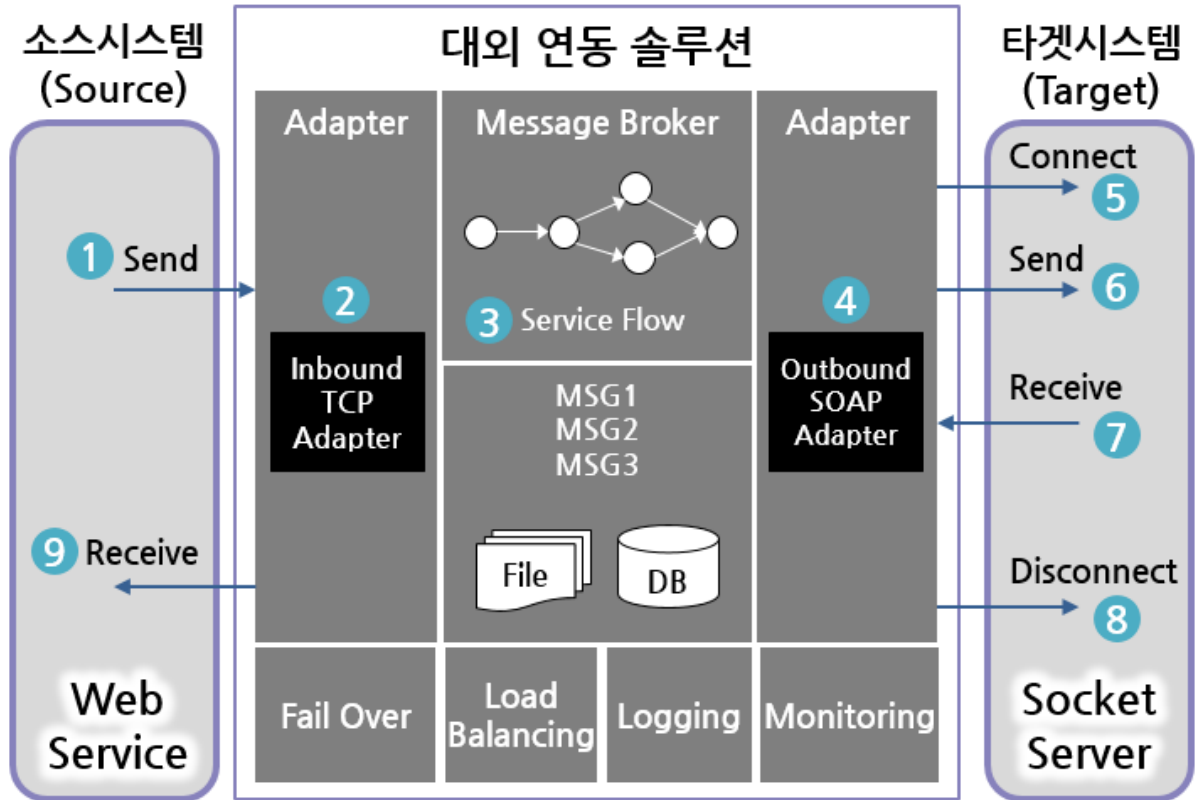 소스시스템
(Source)
대외 연동 솔루션
타겟시스템
(Target)
Adapter
Message Broker
Adapter
Connect
5
1 Send
Send
6
2
3 Service Flow
4
Inbound
TCP
Adapter
Outbound
SOAP
Adapter
MSG1
MSG2
MSG3
Receive
7
9 Receive
File
DB
Disconnect
8
Web
Service
Fail Over
Load
Balancing
Logging
Monitoring
Socket
Server